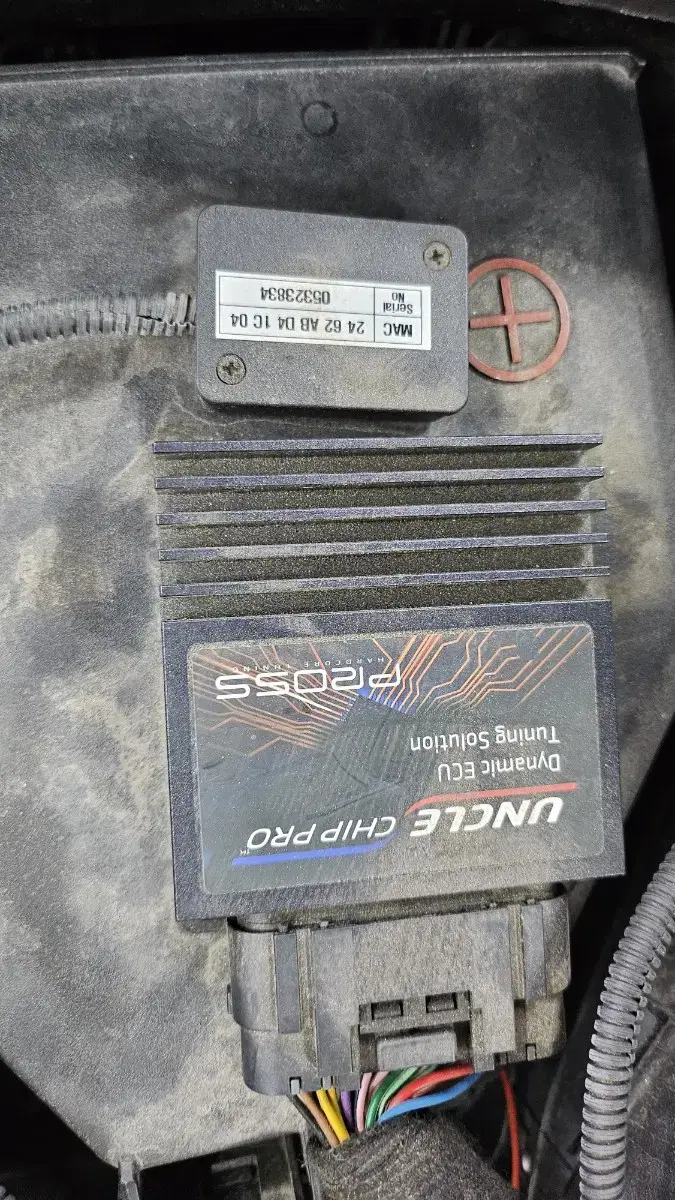 MAC 24 62 AB D4 1C 04
Serial No 05323834
UNCLE CHIP PRO™
Dynamic ECU
Tuning Solution
PROSS
HARDCORE TUNING